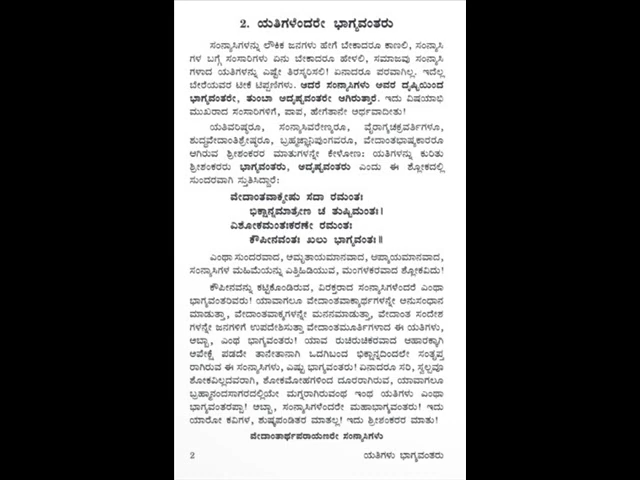 2. ಯತಿಗಳೆಂದರೇ ಭಾಗ್ಯವಂತರು
ಸಂನ್ಯಾಸಿಗಳನ್ನು ಲೌಕಿಕ ಜನಗಳು ಹೇಗೆ ಬೇಕಾದರೂ ಕಾಣಲಿ, ಸಂನ್ಯಾಸಿ
ಗಳ ಬಗ್ಗೆ ಸಂಸಾರಿಗಳು ಏನು ಬೇಕಾದರೂ ಹೇಳಲಿ, ಸಮಾಜವು ಸಂನ್ಯಾಸಿ
ಗಳಾದ ಯತಿಗಳನ್ನು ಎಷ್ಟೇ ತಿರಸ್ಕರಿಸಲಿ! ಏನಾದರೂ ಪರವಾಗಿಲ್ಲ. ಇದೆಲ್ಲ
ಬೇರೆಯವರ ಟೀಕೆ ಟಿಪ್ಪಣಿಗಳು. ಆದರೆ ಸಂನ್ಯಾಸಿಗಳು ಅವರ ದೃಷ್ಟಿಯಿಂದ
ಭಾಗ್ಯವಂತರೇ, ತುಂಬಾ ಅದೃಷ್ಟವಂತರೇ ಆಗಿರುತ್ತಾರೆ. ಇದು ವಿಷಯಾಭಿ
ಮುಖರಾದ ಸಂಸಾರಿಗಳಿಗೆ, ಪಾಪ, ಹೇಗೆತಾನೇ ಅರ್ಥವಾದೀತು!
ಯತಿವರಿಷ್ಠರೂ, ಸಂನ್ಯಾಸಿವರೇಣ್ಯರೂ, ವೈರಾಗ್ಯಚಕ್ರವರ್ತಿಗಳೂ,
ಶುದ್ಧವೇದಾಂತಿಶ್ರೇಷ್ಠರೂ, ಬ್ರಹ್ಮಜ್ಞಾನಿಪುಂಗವರೂ, ವೇದಾಂತಭಾಷ್ಯಕಾರರೂ
ಆಗಿರುವ ಶ್ರೀಶಂಕರರ ಮಾತುಗಳನ್ನೇ ಕೇಳೋಣ: ಯತಿಗಳನ್ನು ಕುರಿತು
ಶ್ರೀಶಂಕರರು ಭಾಗ್ಯವಂತರು, ಅದೃಷ್ಟವಂತರು ಎಂದು ಈ ಶ್ಲೋಕದಲ್ಲಿ
ಸುಂದರವಾಗಿ ಸ್ತುತಿಸಿದ್ದಾರೆ:
ವೇದಾಂತವಾಕ್ಯೇಷು ಸದಾ ರಮಂತಃ
ಭಿಕ್ಷಾನ್ನಮಾತ್ರೇಣ ಚ ತುಷ್ಟಿಮಂತಃ।
ವಿಶೋಕಮಂತಃಕರಣೇ ರಮಂತಃ
ಕೌಪೀನವಂತಃ ಖಲು ಭಾಗ್ಯವಂತಃ॥
ಎಂಥಾ ಸುಂದರವಾದ, ಅಮೃತಾಯಮಾನವಾದ, ಆಪ್ಯಾಯಮಾನವಾದ,
ಸಂನ್ಯಾಸಿಗಳ ಮಹಿಮೆಯನ್ನು ಎತ್ತಿಹಿಡಿಯುವ, ಮಂಗಳಕರವಾದ ಶ್ಲೋಕವಿದು!
ಕೌಪೀನವನ್ನು ಕಟ್ಟಿಕೊಂಡಿರುವ, ವಿರಕ್ತರಾದ ಸಂನ್ಯಾಸಿಗಳೆಂದರೆ ಎಂಥಾ
ಭಾಗ್ಯವಂತರಿವರು! ಯಾವಾಗಲೂ ವೇದಾಂತವಾಕ್ಯಾರ್ಥಗಳನ್ನೇ ಅನುಸಂಧಾನ
ಮಾಡುತ್ತಾ, ವೇದಾಂತವಾಕ್ಯಗಳನ್ನೇ ಮನನಮಾಡುತ್ತಾ, ವೇದಾಂತ ಸಂದೇಶ
ಗಳನ್ನೇ ಜನಗಳಿಗೆ ಉಪದೇಶಿಸುತ್ತಾ ವೇದಾಂತಮೂರ್ತಿಗಳಾದ ಈ ಯತಿಗಳು,
ಅಬ್ಬಾ, ಎಂಥ ಭಾಗ್ಯವಂತರು! ಯಾವ ರುಚಿರುಚಿಕರವಾದ ಆಹಾರಕ್ಕಾಗಿ
ಅಪೇಕ್ಷೆ ಪಡದೇ ತಾನೇತಾನಾಗಿ ಒದಗಿಬಂದ ಭಿಕ್ಷಾನ್ನದಿಂದಲೇ ಸಂತೃಪ್ತ
ರಾಗಿರುವ ಈ ಸಂನ್ಯಾಸಿಗಳು, ಎಷ್ಟು ಭಾಗ್ಯವಂತರು! ಏನಾದರೂ ಸರಿ, ಸ್ವಲ್ಪವೂ
ಶೋಕವಿಲ್ಲದವರಾಗಿ, ಶೋಕಮೋಹಗಳಿಂದ ದೂರರಾಗಿರುವ, ಯಾವಾಗಲೂ
ಬ್ರಹ್ಮಾನಂದಸಾಗರದಲ್ಲಿಯೇ ಮಗ್ನರಾಗಿರುವಂಥ ಇಂಥ ಯತಿಗಳು ಎಂಥಾ
ಭಾಗ್ಯವಂತರಪ್ಪಾ! ಅಬ್ಬಾ, ಸಂನ್ಯಾಸಿಗಳೆಂದರೇ ಮಹಾಭಾಗ್ಯವಂತರು! ಇದು
ಯಾರೋ ಕವಿಗಳ, ಶುಷ್ಕಪಂಡಿತರ ಮಾತಲ್ಲ! ಇದು ಶ್ರೀಶಂಕರರ ಮಾತು!
ವೇದಾಂತಾರ್ಥಪರಾಯಣರೇ ಸಂನ್ಯಾಸಿಗಳು
2 ಯತಿಗಳು ಭಾಗ್ಯವಂತರು